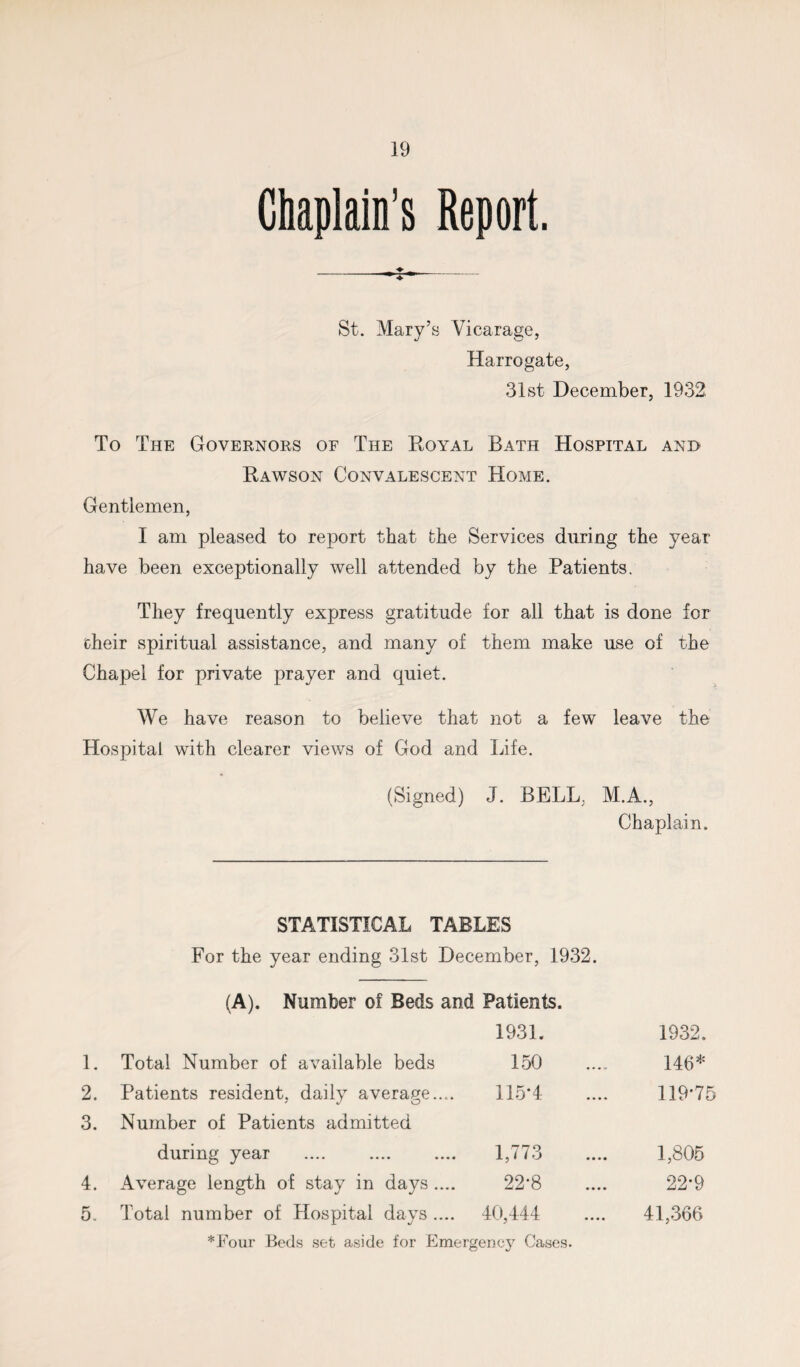 19
Chaplain's Report.
St. Mary's Vicarage,
Harrogate,
31st December, 1932
To The Governors of The Royal Bath Hospital and
Rawson Convalescent Home.
Gentlemen,
I am pleased to report that the Services during the year
have been exceptionally well attended by the Patients.
They frequently express gratitude for all that is done for
their spiritual assistance, and many of them make use of the
Chapel for private prayer and quiet.
We have reason to believe that not a few leave the
Hospital with clearer views of God and Life.
(Signed) J. BELL, M.A.,
Chaplain.
STATISTICAL TABLES
For the year ending 31st December, 1932.
(A). Number of Beds and Patients.
1931. 1932.
1. Total Number of available beds 150 .... 146*
2. Patients resident, daily average.... 115·4 .... 119·75
3. Number of Patients admitted
during year .... .... .... 1,773 .... 1,805
4. Average length of stay in days .... 22·8 .... 22·9
5. Total number of Hospital days .... 40,444 .... 41,366
*Four Beds set aside for Emergency Cases.